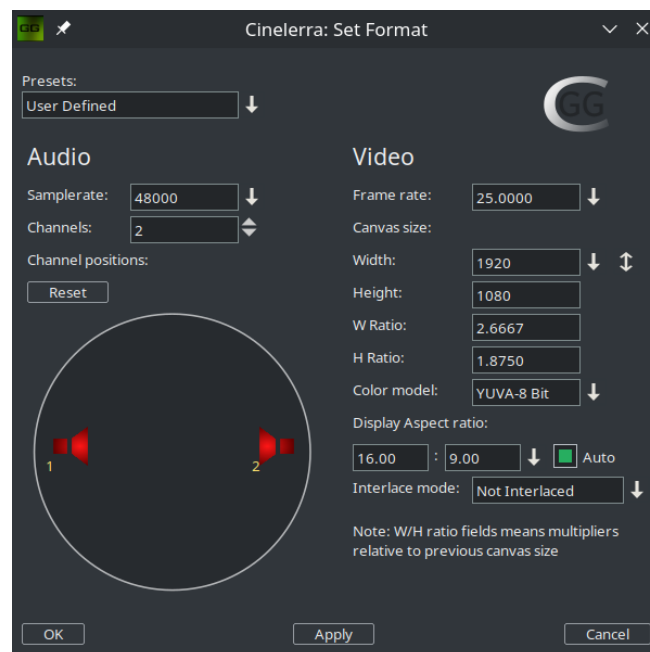 GG
Cinelerra: Set Format
Presets:
User Defined
GG
Audio
Samplerate: 48000
Channels: 2
Channel positions:
Reset
1
2
Video
Frame rate: 25.0000
Canvas size:
Width: 1920
Height: 1080
W Ratio: 2.6667
H Ratio: 1.8750
Color model: YUVA-8 Bit
Display Aspect ratio:
16.00 : 9.00 Auto
Interlace mode: Not Interlaced
Note: W/H ratio fields means multipliers
relative to previous canvas size
OK Apply Cancel